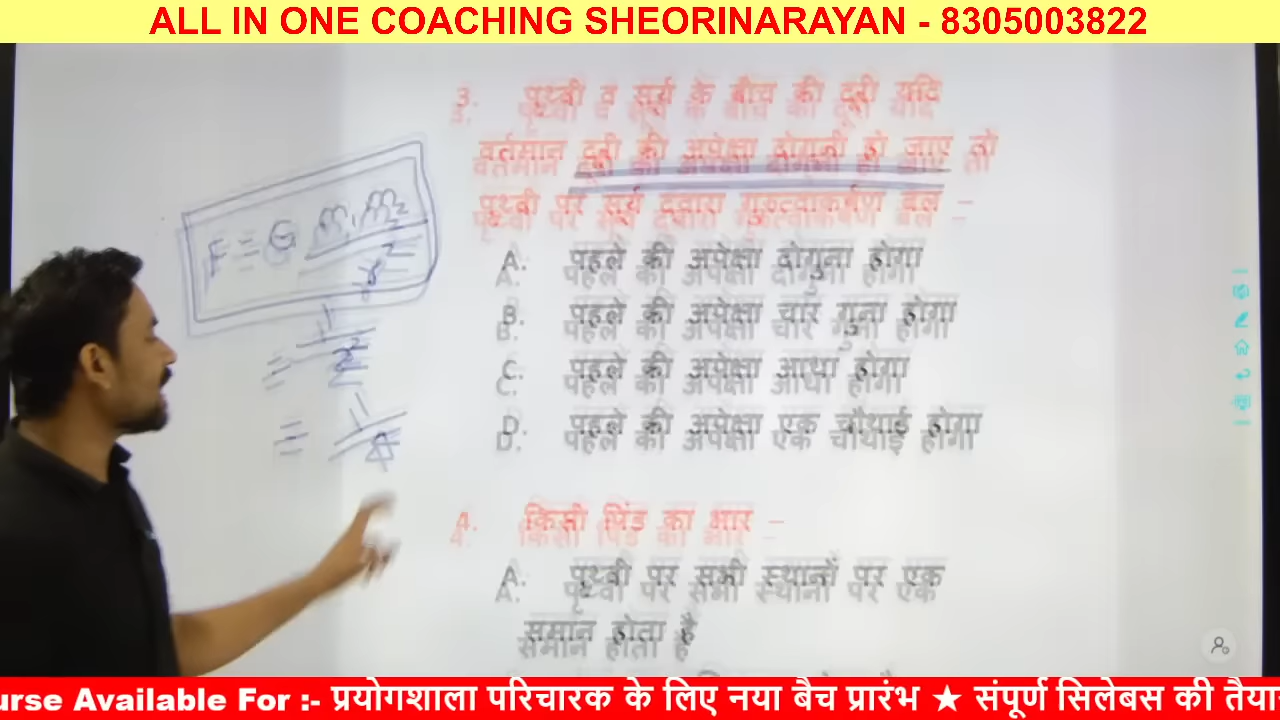 ALL IN ONE COACHING SHEORINARAYAN - 8305003822
3. पृथ्वी व सूर्य के बीच की दूरी यदि
वर्तमान दूरी की अपेक्षा दोगुनी हो जाए तो
पृथ्वी पर सूर्य द्वारा गुरुत्वाकर्षण बल –
A. पहले की अपेक्षा दोगुना होगा
B. पहले की अपेक्षा चार गुना होगा
C. पहले की अपेक्षा आधा होगा
D. पहले की अपेक्षा एक चौथाई होगा
F = G m₁m₂
r²
= 1
2²
= 1
4
4. किसी पिंड का भार –
A. पृथ्वी पर सभी स्थानों पर एक
समान होता है
urse Available For :- प्रयोगशाला परिचारक के लिए नया बैच प्रारंभ ★ संपूर्ण सिलेबस की तैया